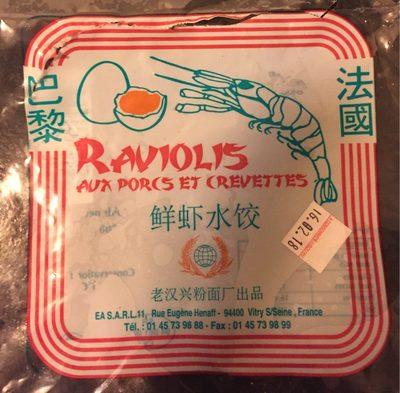 巴黎
法國
RAVIOLIS
AUX PORCS ET CREVETTES
鲜虾水饺
16.02.18
老汉兴粉面厂出品
EA S.A.R.L.11, Rue Eugène Henaff - 94400 Vitry S/Seine, France
Tél. : 01 45 73 98 88 - Fax : 01 45 73 98 99